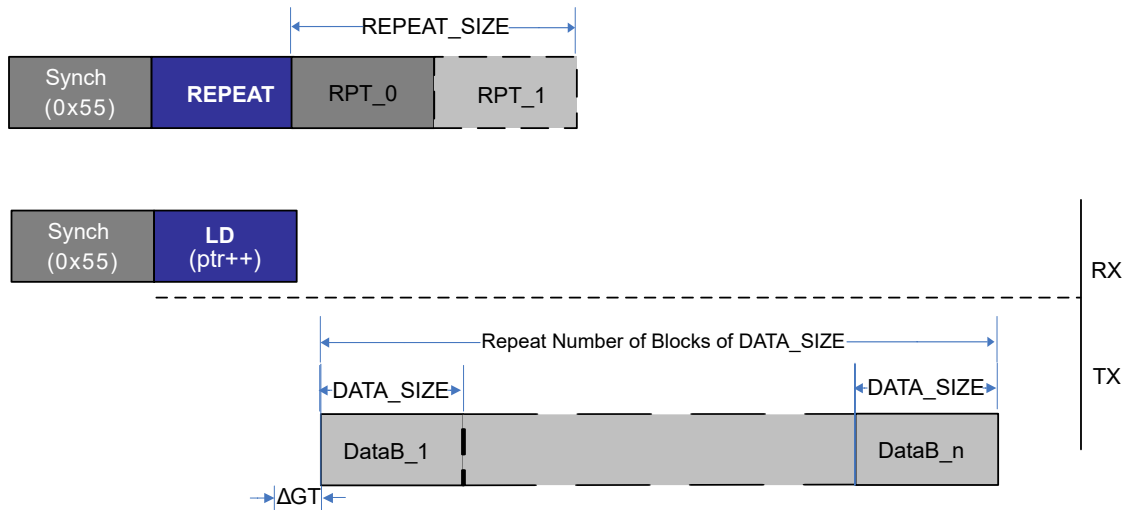 REPEAT_SIZE
Synch
(0x55)
REPEAT
RPT_0
RPT_1
Synch
(0x55)
LD
(ptr++)
RX
Repeat Number of Blocks of DATA_SIZE
TX
DATA_SIZE
DATA_SIZE
DataB_1
DataB_n
ΔGT